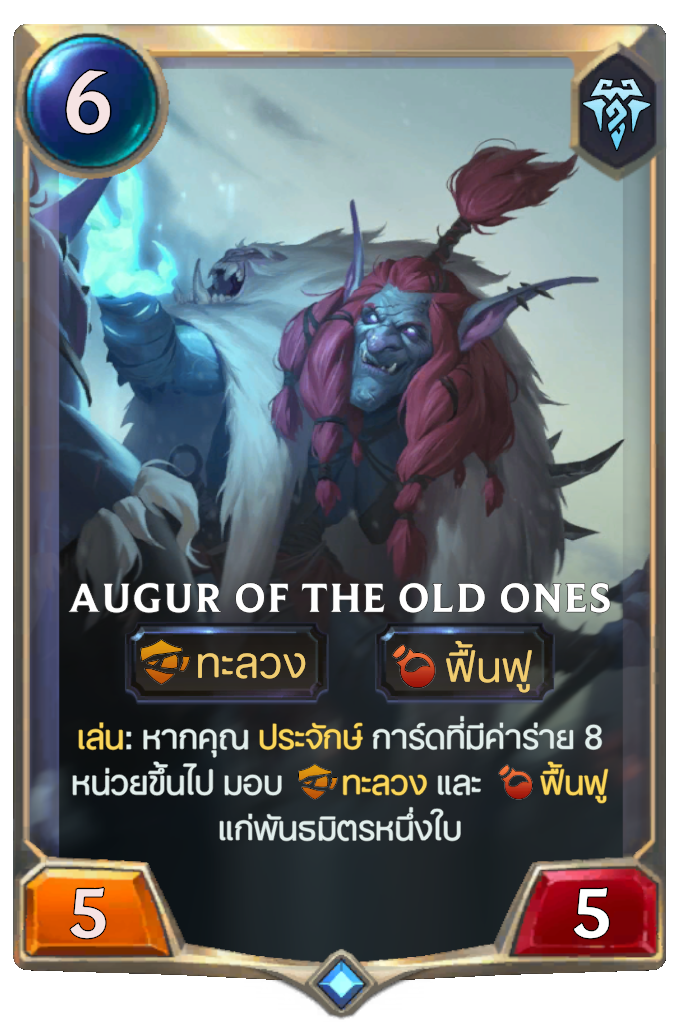 6
AUGUR OF THE OLD ONES
ทะลวง ฟื้นฟู
เล่น: หากคุณ ประจักษ์ การ์ดที่มีค่าร่าย 8
หน่วยขึ้นไป มอบ ทะลวง และ ฟื้นฟู
แก่พันธมิตรหนึ่งใบ
5 5